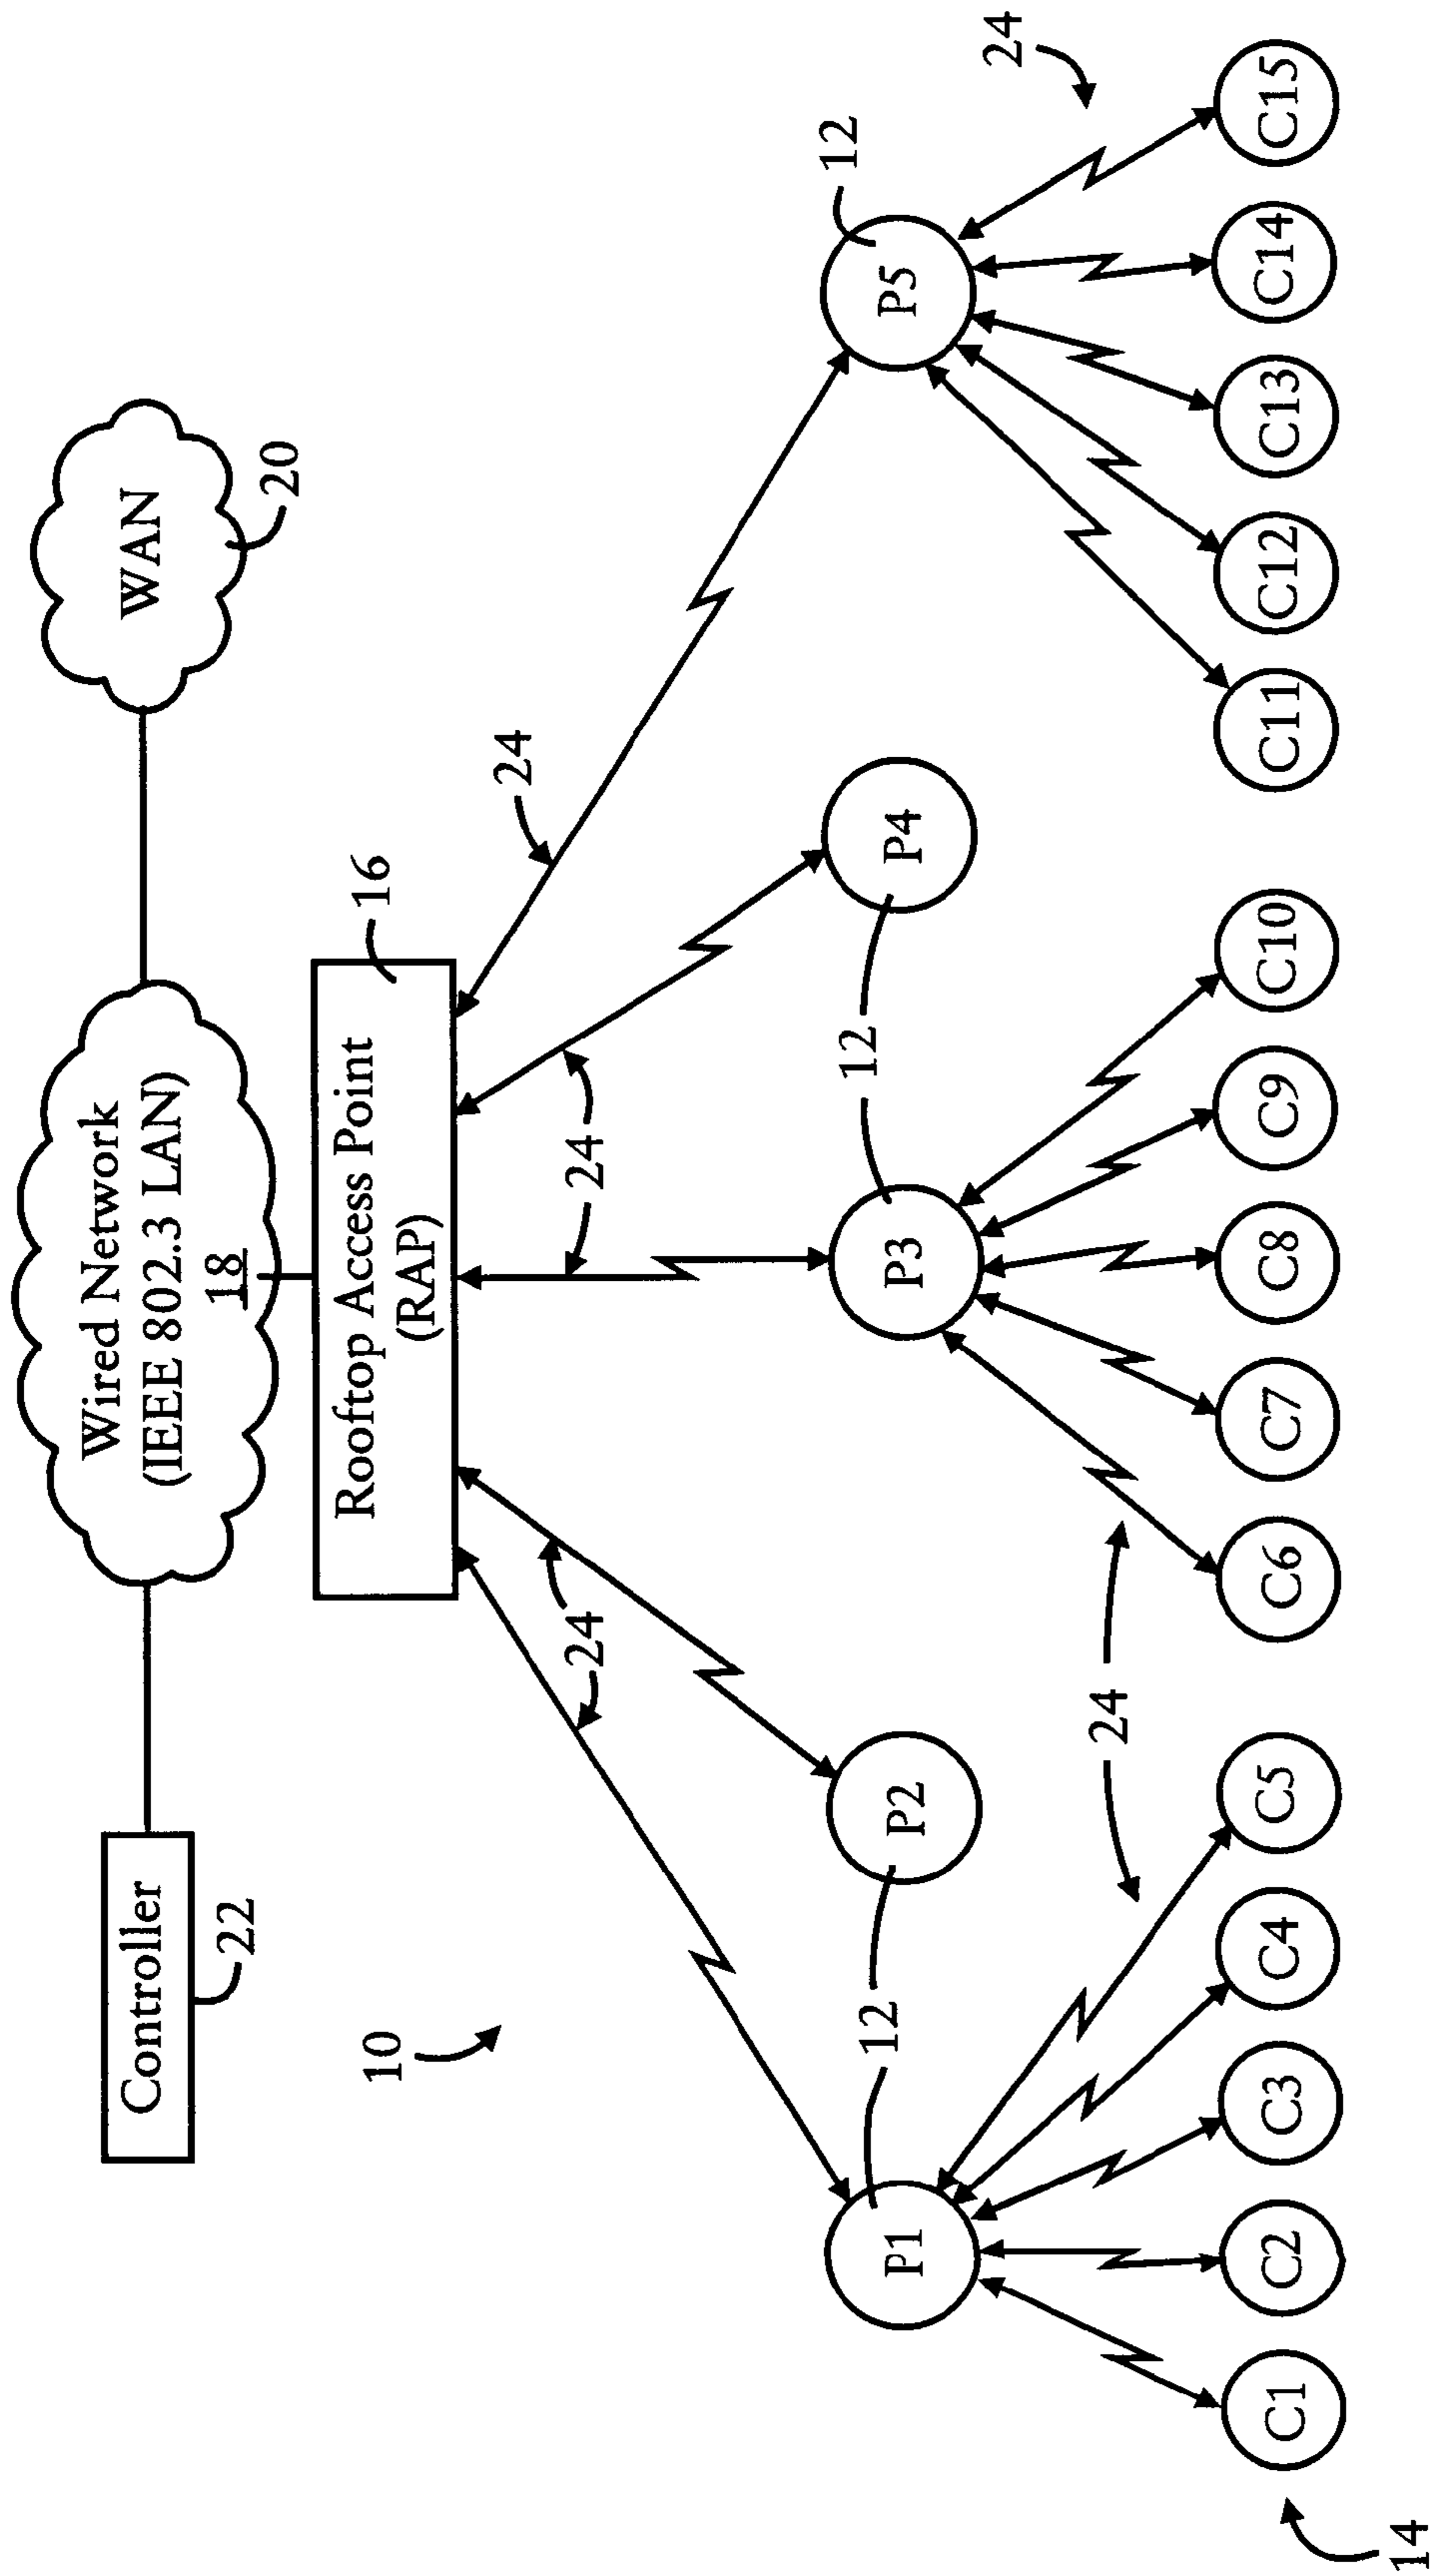 Controller
22
Wired Network
(IEEE 802.3 LAN)
18
WAN
20
Rooftop Access Point
(RAP)
16
10
24
24
24
12
12
12
P1
P2
P3
P4
P5
24
24
C1
C2
C3
C4
C5
C6
C7
C8
C9
C10
C11
C12
C13
C14
C15
14